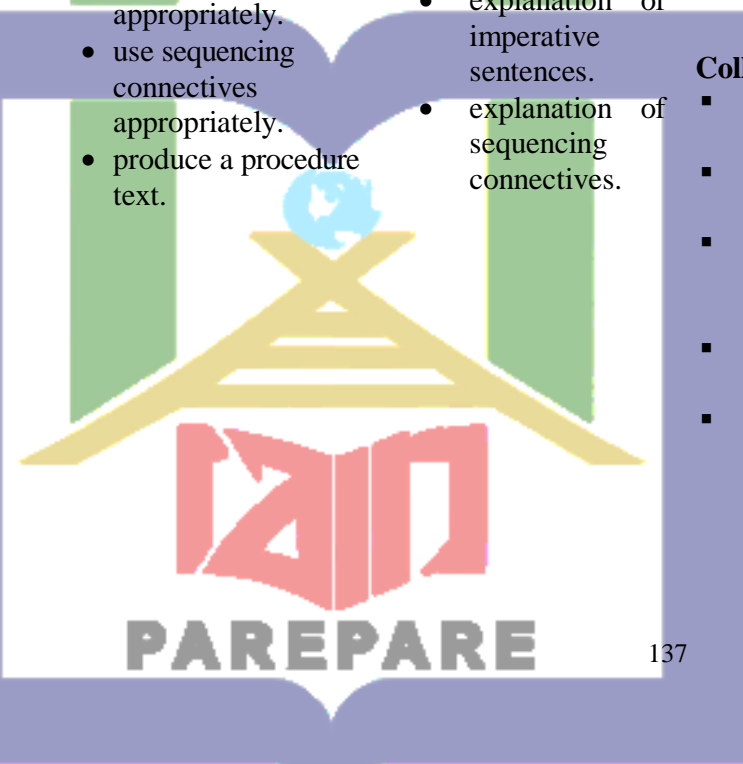 appropriately.
• use sequencing
connectives
appropriately.
• produce a procedure
text.
explanation of
imperative
sentences.
• explanation of
sequencing
connectives.
PAREPARE
137